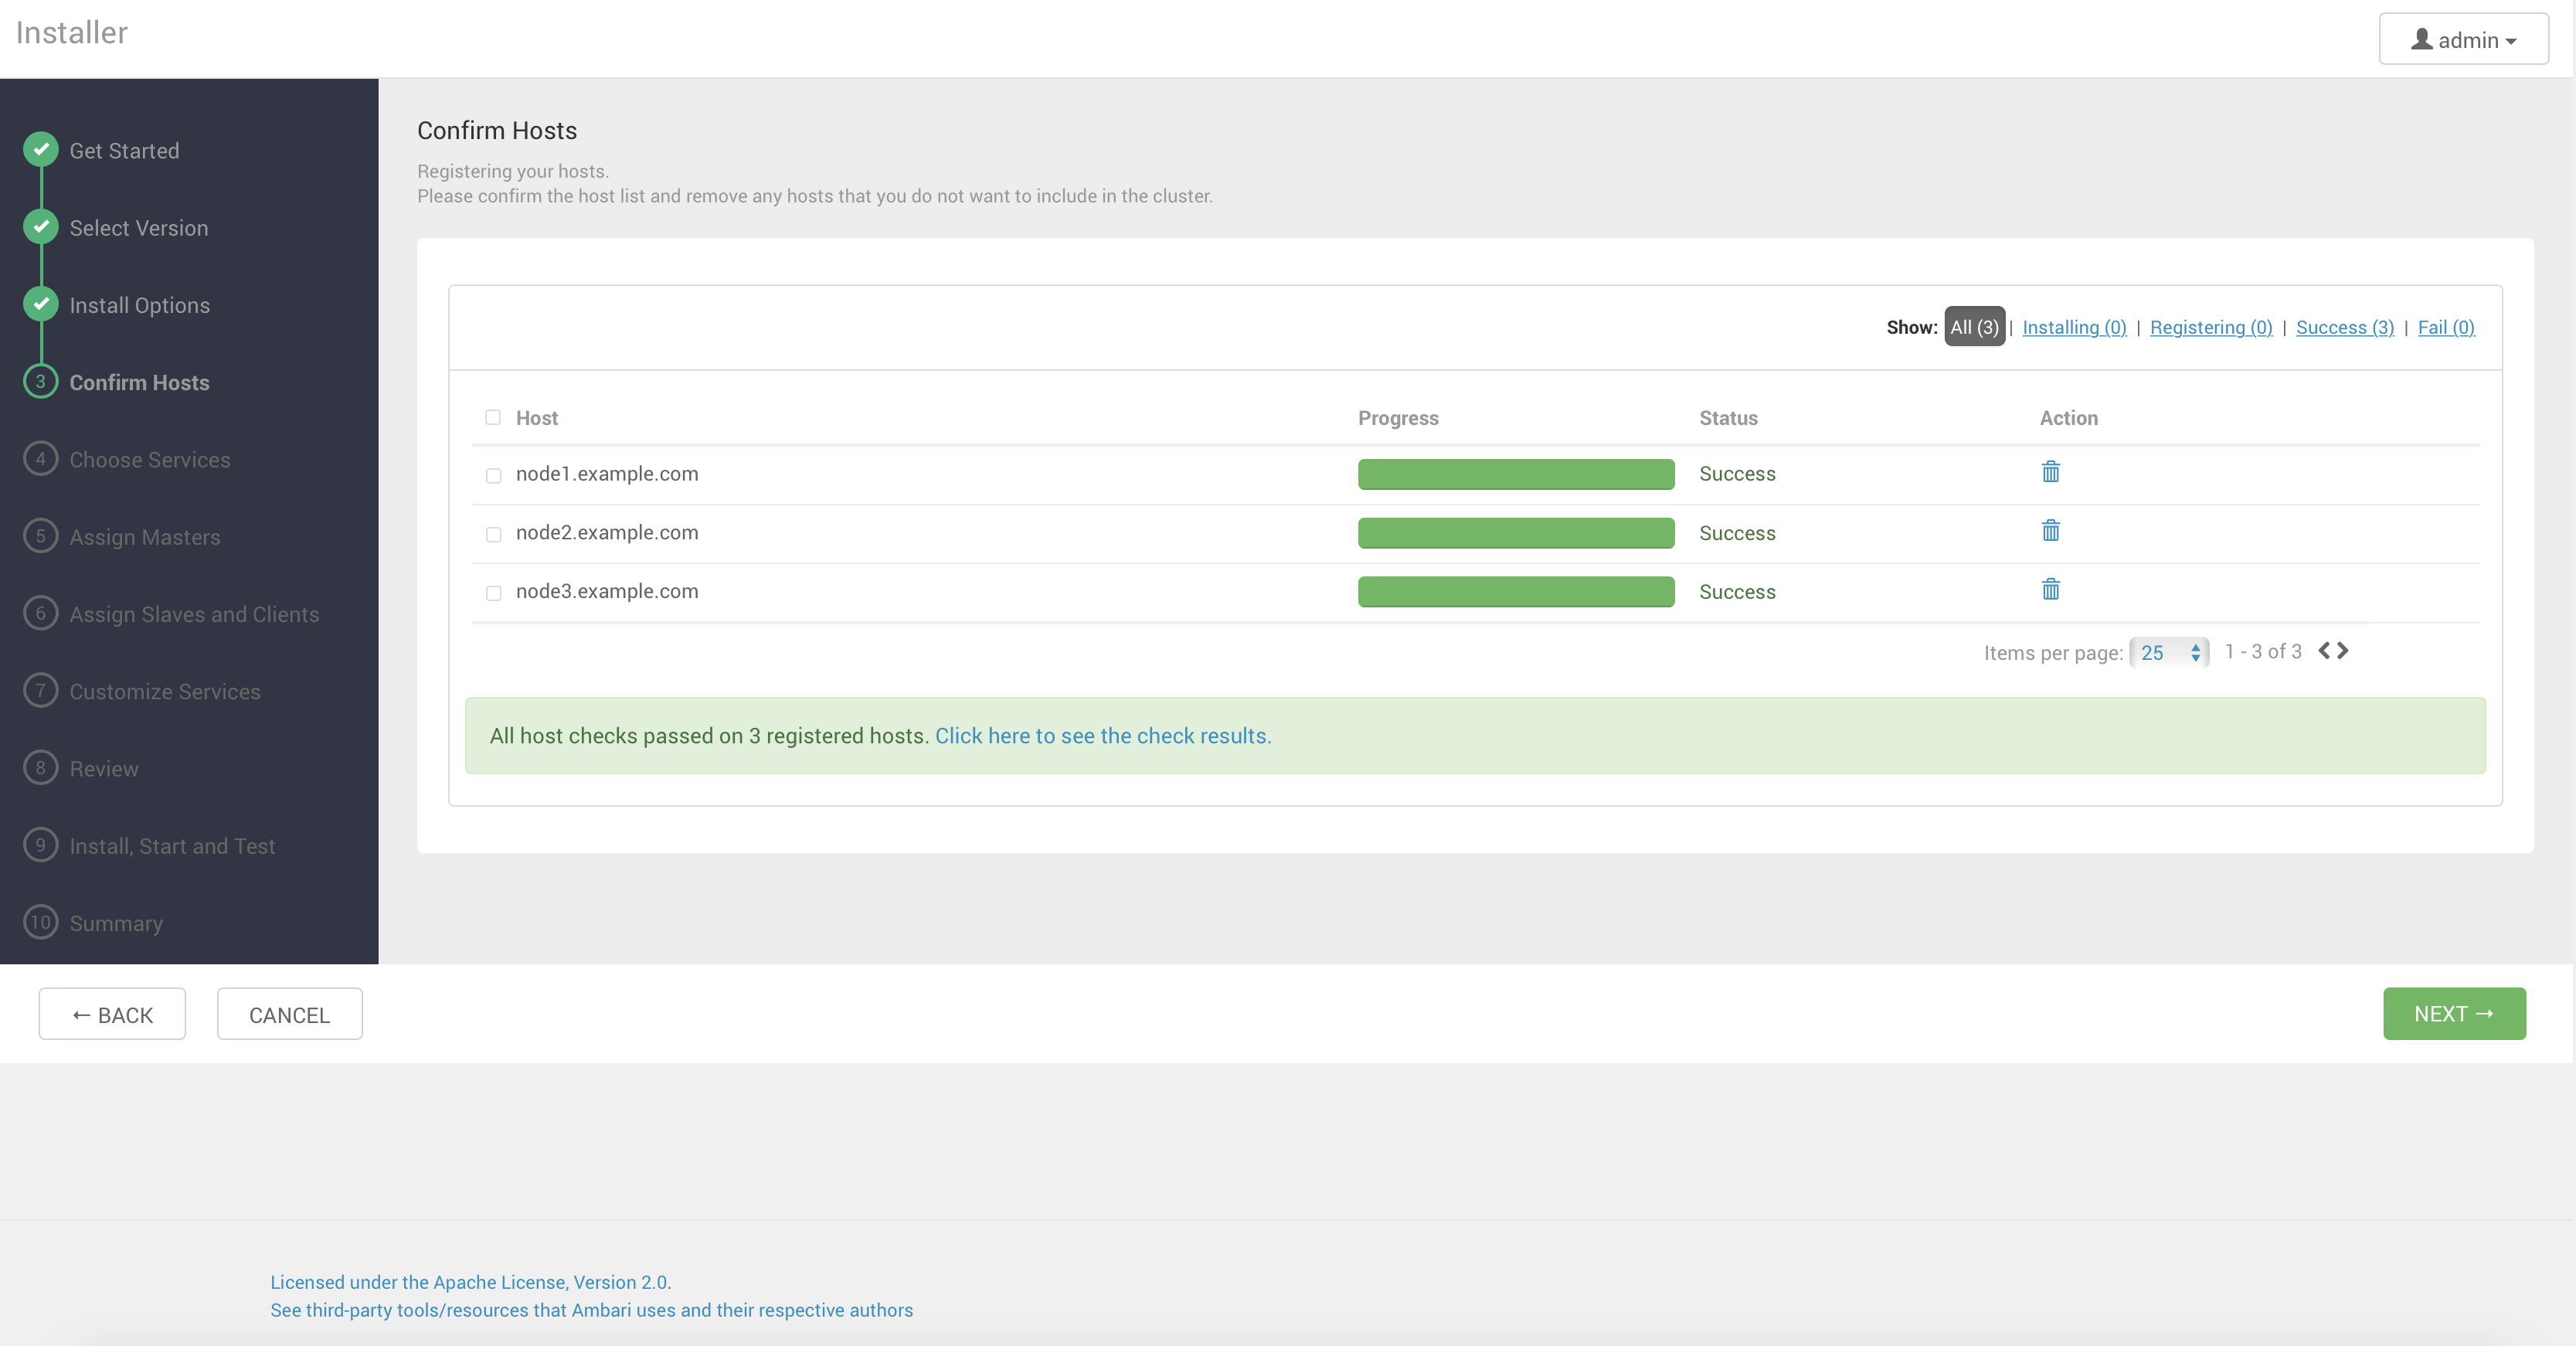 Installer
admin
Get Started
Select Version
Install Options
3 Confirm Hosts
4 Choose Services
5 Assign Masters
6 Assign Slaves and Clients
7 Customize Services
8 Review
9 Install, Start and Test
10 Summary
Confirm Hosts
Registering your hosts.
Please confirm the host list and remove any hosts that you do not want to include in the cluster.
Show: All (3) | Installing (0) | Registering (0) | Success (3) | Fail (0)
Host Progress Status Action
node1.example.com Success
node2.example.com Success
node3.example.com Success
Items per page: 25 1 - 3 of 3
All host checks passed on 3 registered hosts. Click here to see the check results.
← BACK CANCEL NEXT →
Licensed under the Apache License, Version 2.0.
See third-party tools/resources that Ambari uses and their respective authors